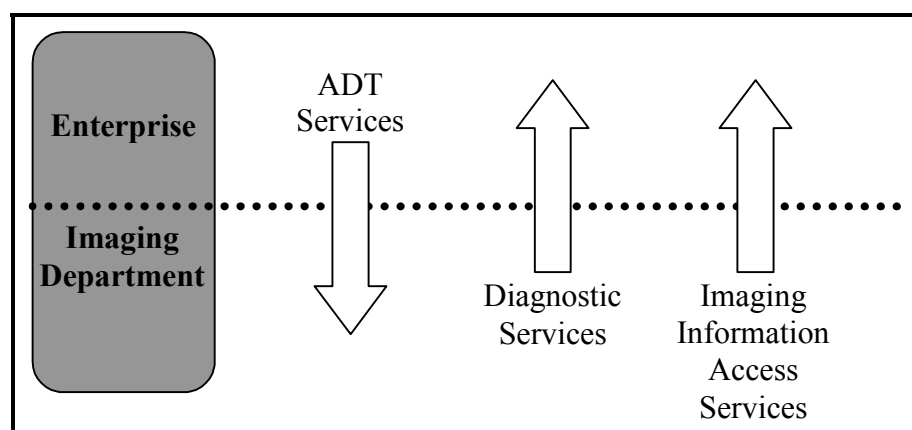 Enterprise
Imaging
Department
ADT
Services
Diagnostic
Services
Imaging
Information
Access
Services